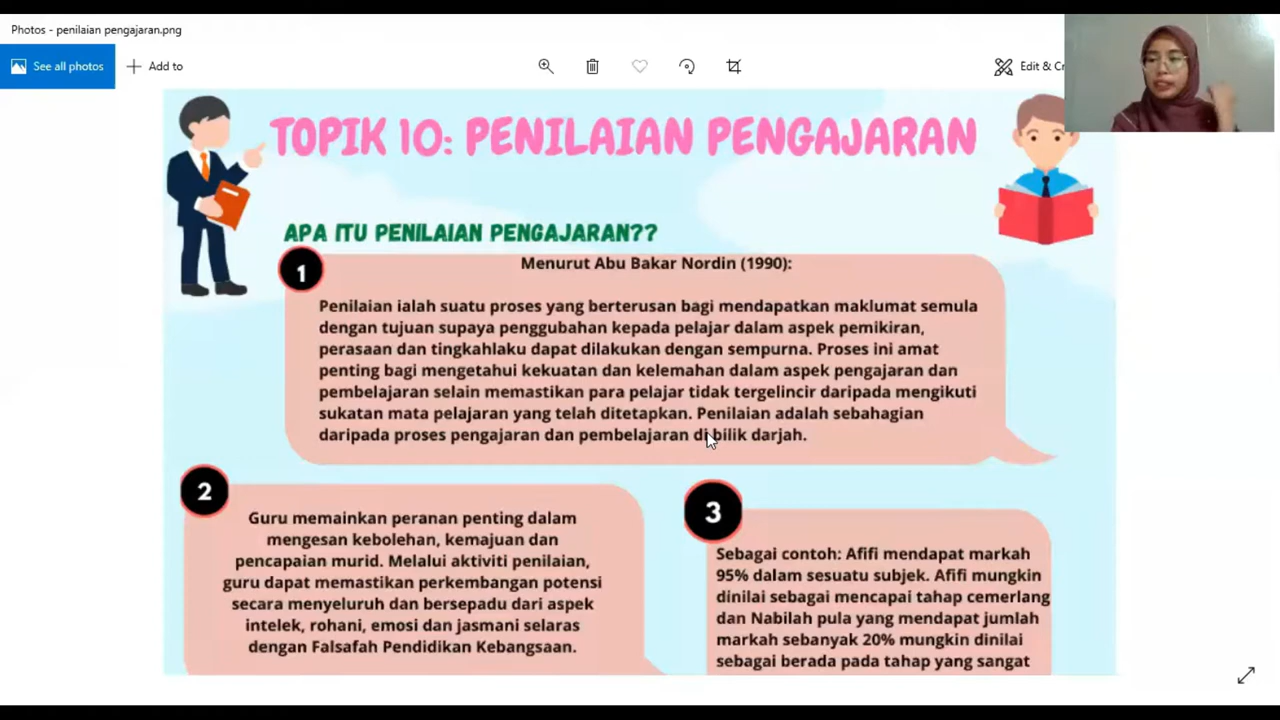 Photos - penilaian pengajaran.png
See all photos
Add to
Edit & Cr
TOPIK 10: PENILAIAN PENGAJARAN
APA ITU PENILAIAN PENGAJARAN??
1
Menurut Abu Bakar Nordin (1990):
Penilaian ialah suatu proses yang berterusan bagi mendapatkan maklumat semula
dengan tujuan supaya penggubahan kepada pelajar dalam aspek pemikiran,
perasaan dan tingkahlaku dapat dilakukan dengan sempurna. Proses ini amat
penting bagi mengetahui kekuatan dan kelemahan dalam aspek pengajaran dan
pembelajaran selain memastikan para pelajar tidak tergelincir daripada mengikuti
sukatan mata pelajaran yang telah ditetapkan. Penilaian adalah sebahagian
daripada proses pengajaran dan pembelajaran di bilik darjah.
2
Guru memainkan peranan penting dalam
mengesan kebolehan, kemajuan dan
pencapaian murid. Melalui aktiviti penilaian,
guru dapat memastikan perkembangan potensi
secara menyeluruh dan bersepadu dari aspek
intelek, rohani, emosi dan jasmani selaras
dengan Falsafah Pendidikan Kebangsaan.
3
Sebagai contoh: Afifi mendapat markah
95% dalam sesuatu subjek. Afifi mungkin
dinilai sebagai mencapai tahap cemerlang
dan Nabilah pula yang mendapat jumlah
markah sebanyak 20% mungkin dinilai
sebagai berada pada tahap yang sangat